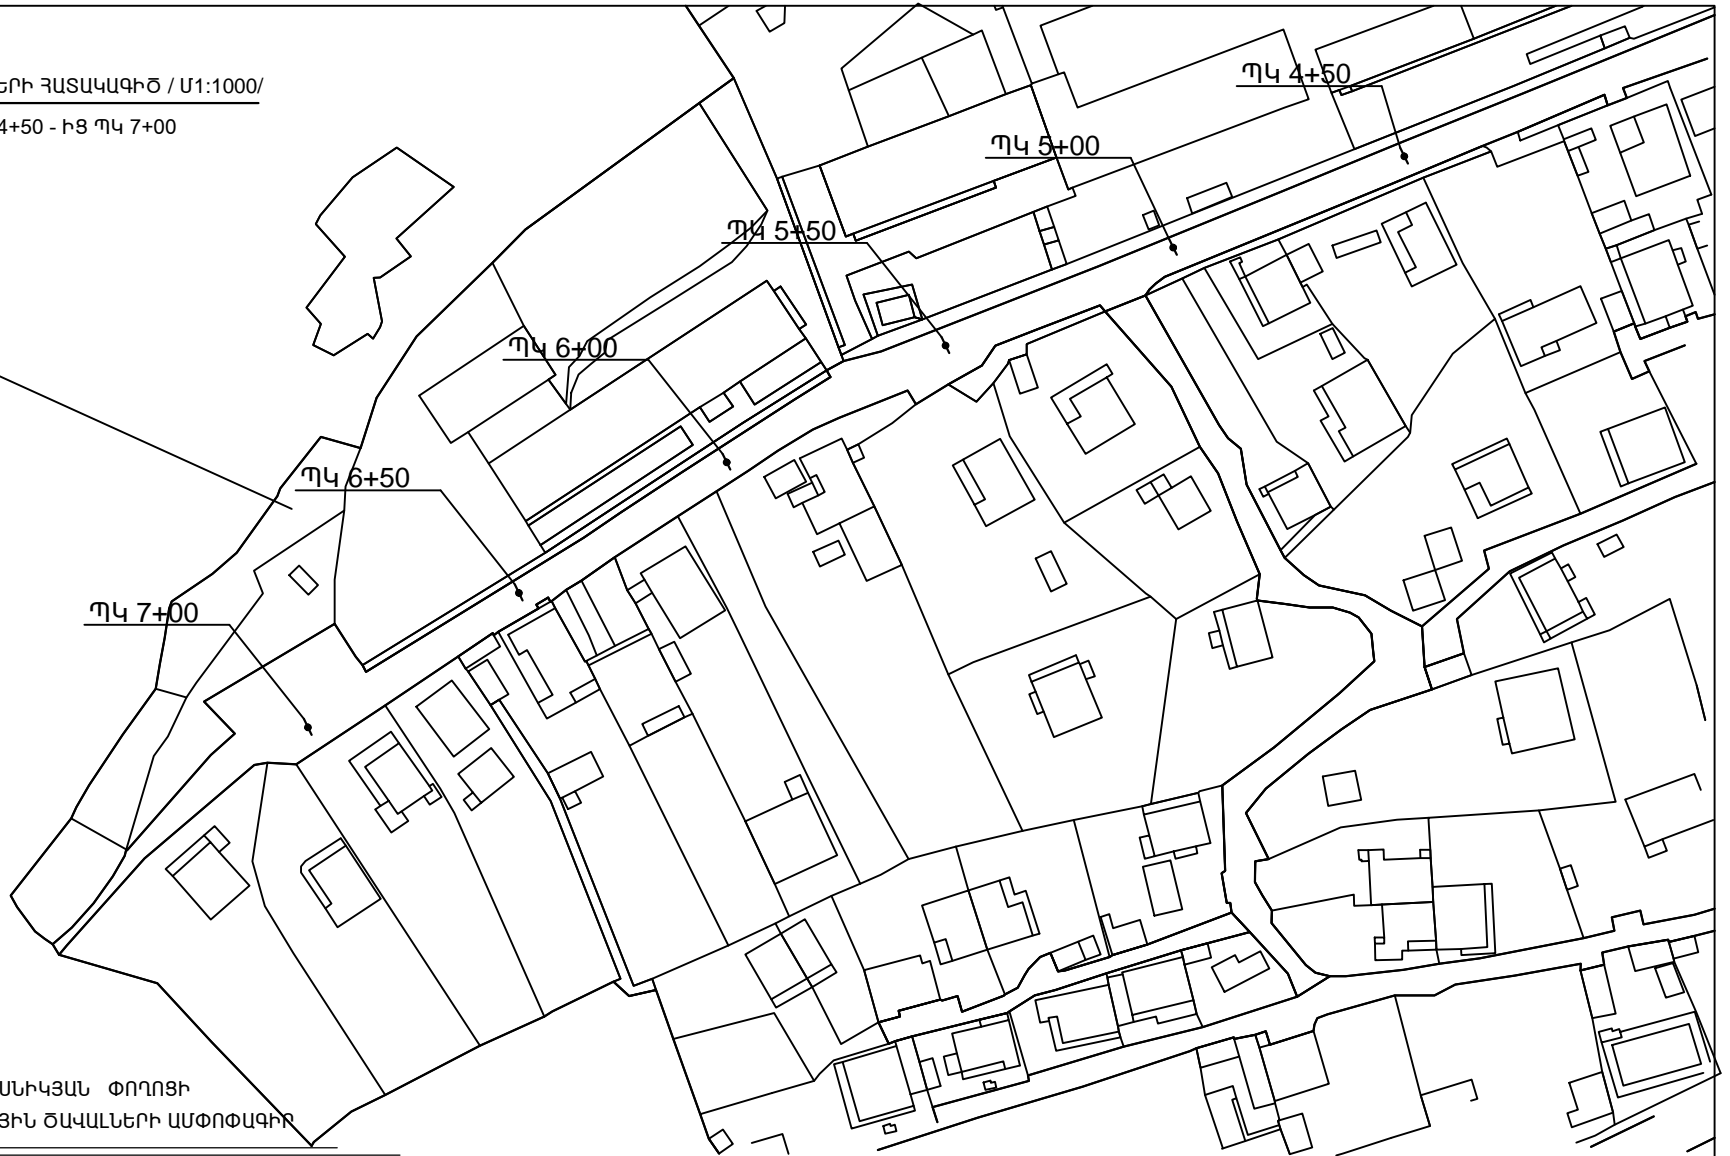 ԵՐԻ ՀԱՏԱԿԱԳԻԾ / Մ1:1000/
4+50 - ԻՑ ՊԿ 7+00
ՊԿ 4+50
ՊԿ 5+00
ՊԿ 5+50
ՊԿ 6+00
ՊԿ 6+50
ՊԿ 7+00
ԱՍՆԻԿՅԱՆ ՓՈՂՈՑԻ
ՅԻՆ ԾԱՎԱԼՆԵՐԻ ԱՄՓՈՓԱԳԻՐ